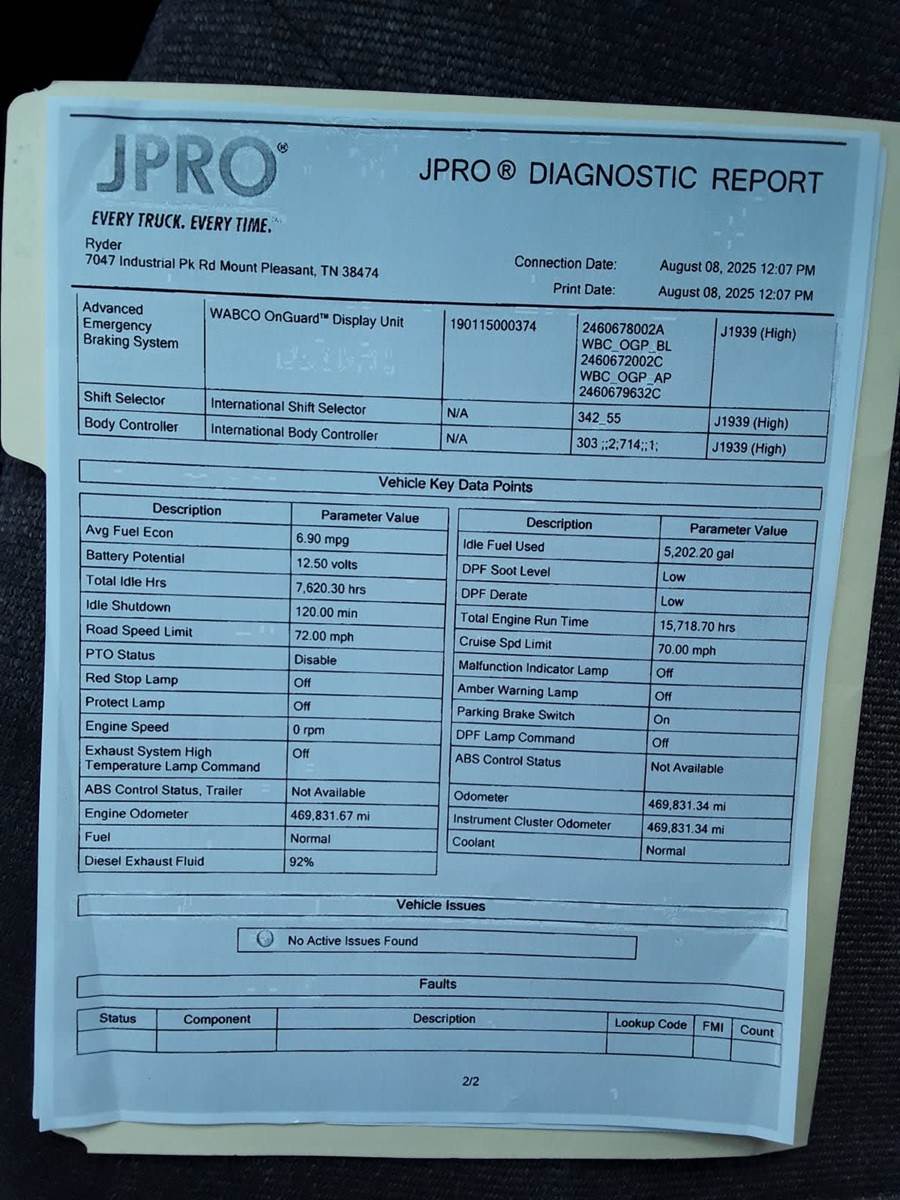 JPRO®
EVERY TRUCK. EVERY TIME.™
JPRO® DIAGNOSTIC REPORT
Ryder
7047 Industrial Pk Rd Mount Pleasant, TN 38474
Connection Date: August 08, 2025 12:07 PM
Print Date: August 08, 2025 12:07 PM
Advanced Emergency Braking System WABCO OnGuard™ Display Unit 190115000374 2460678002A WBC_OGP_BL 2460672002C WBC_OGP_AP 2460679632C J1939 (High)
Shift Selector International Shift Selector N/A 342_55 J1939 (High)
Body Controller International Body Controller N/A 303 ;;2;714;;1; J1939 (High)
Vehicle Key Data Points
Description Parameter Value
Avg Fuel Econ 6.90 mpg
Battery Potential 12.50 volts
Total Idle Hrs 7,620.30 hrs
Idle Shutdown 120.00 min
Road Speed Limit 72.00 mph
PTO Status Disable
Red Stop Lamp Off
Protect Lamp Off
Engine Speed 0 rpm
Exhaust System High Temperature Lamp Command Off
ABS Control Status, Trailer Not Available
Engine Odometer 469,831.67 mi
Fuel Normal
Diesel Exhaust Fluid 92%
Description Parameter Value
Idle Fuel Used 5,202.20 gal
DPF Soot Level Low
DPF Derate Low
Total Engine Run Time 15,718.70 hrs
Cruise Spd Limit 70.00 mph
Malfunction Indicator Lamp Off
Amber Warning Lamp Off
Parking Brake Switch On
DPF Lamp Command Off
ABS Control Status Not Available
Odometer 469,831.34 mi
Instrument Cluster Odometer 469,831.34 mi
Coolant Normal
Vehicle Issues
No Active Issues Found
Faults
Status Component Description Lookup Code FMI Count
2/2